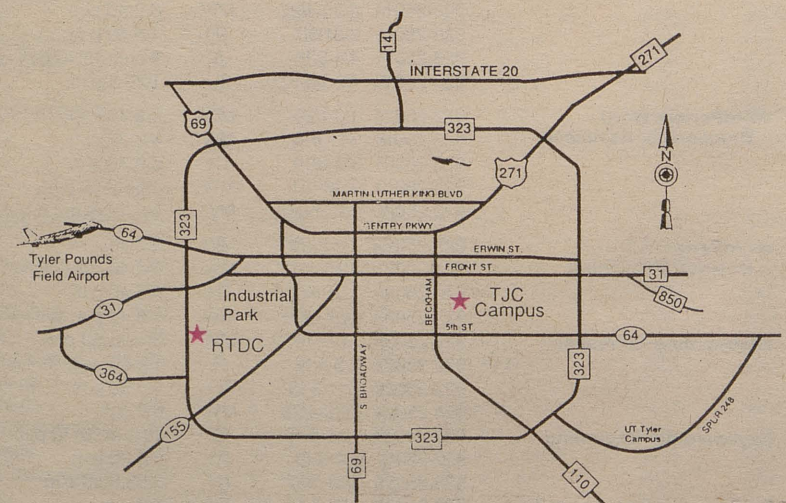 14
271
INTERSTATE 20
69
323
271
N
MARTIN LUTHER KING BLVD
323
GENTRY PKWY
64
ERWIN ST.
Tyler Pounds
Field Airport
FRONT ST.
31
850
31
Industrial
Park
BECKHAM
TJC
Campus
5th ST.
64
RTDC
364
S. BROADWAY
323
155
323
UT Tyler
Campus
SPUR 248
69
110